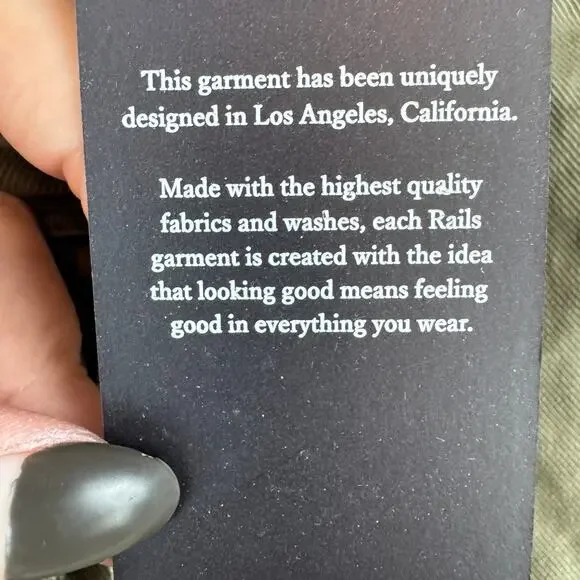 This garment has been uniquely
designed in Los Angeles, California.
Made with the highest quality
fabrics and washes, each Rails
garment is created with the idea
that looking good means feeling
good in everything you wear.